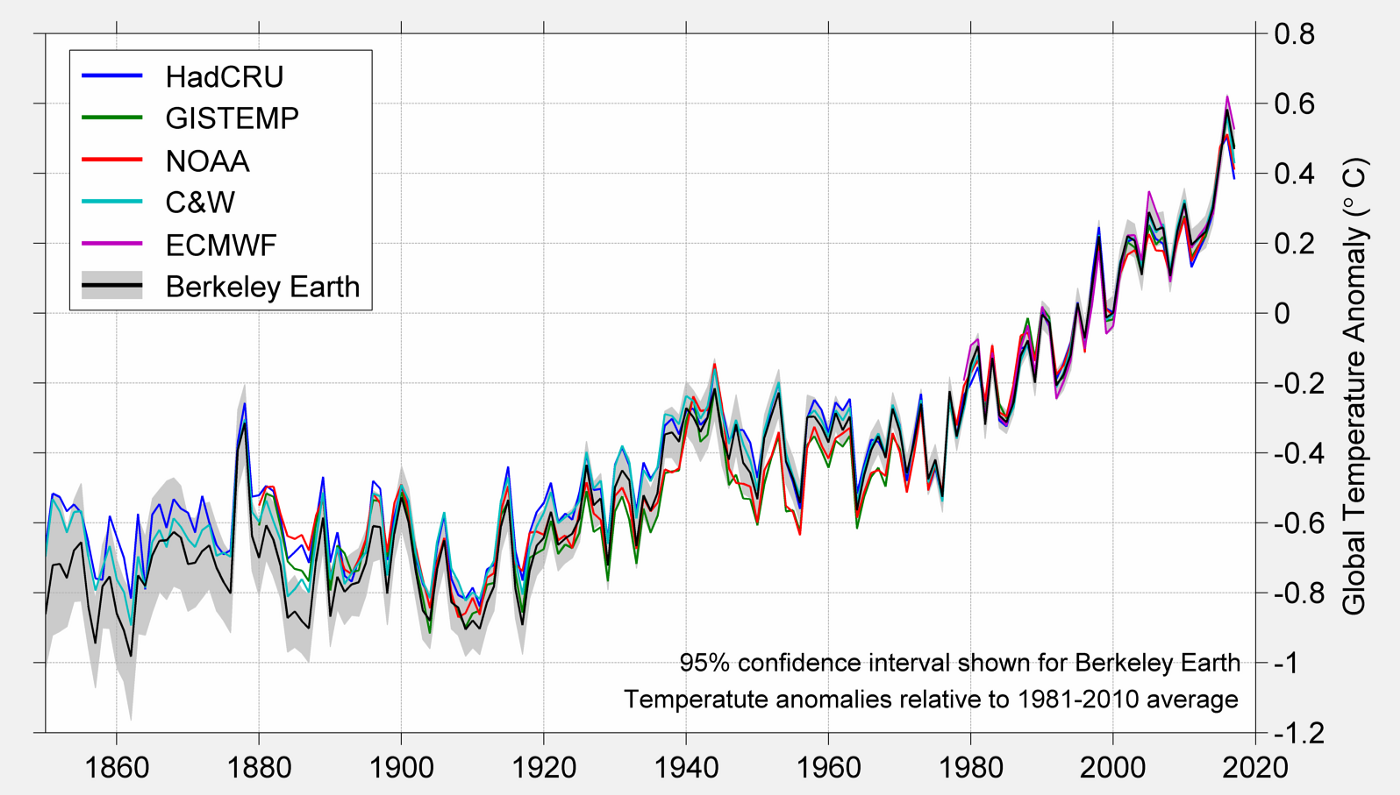 HadCRU
GISTEMP
NOAA
C&W
ECMWF
Berkeley Earth
0.8
0.6
0.4
0.2
0
-0.2
-0.4
-0.6
-0.8
-1
-1.2
Global Temperature Anomaly (° C)
95% confidence interval shown for Berkeley Earth
Temperatute anomalies relative to 1981-2010 average
1860 1880 1900 1920 1940 1960 1980 2000 2020